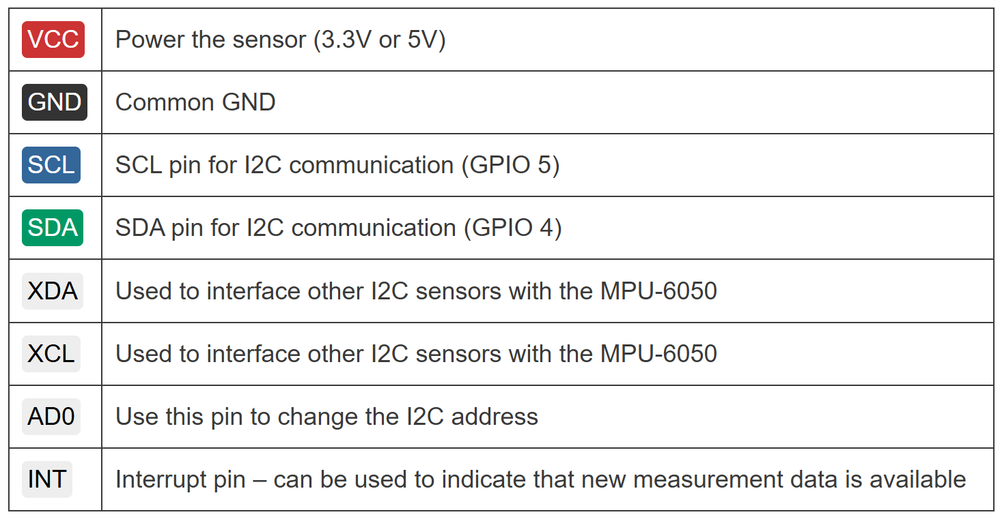 VCC Power the sensor (3.3V or 5V)
GND Common GND
SCL SCL pin for I2C communication (GPIO 5)
SDA SDA pin for I2C communication (GPIO 4)
XDA Used to interface other I2C sensors with the MPU-6050
XCL Used to interface other I2C sensors with the MPU-6050
AD0 Use this pin to change the I2C address
INT Interrupt pin – can be used to indicate that new measurement data is available